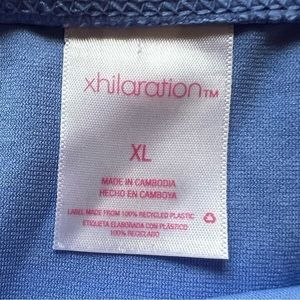 xhilaration™
XL
MADE IN CAMBODIA
HECHO EN CAMBOYA
LABEL MADE FROM 100% RECYCLED PLASTIC
ETIQUETA ELABORADA CON PLÁSTICO
100% RECICLADO